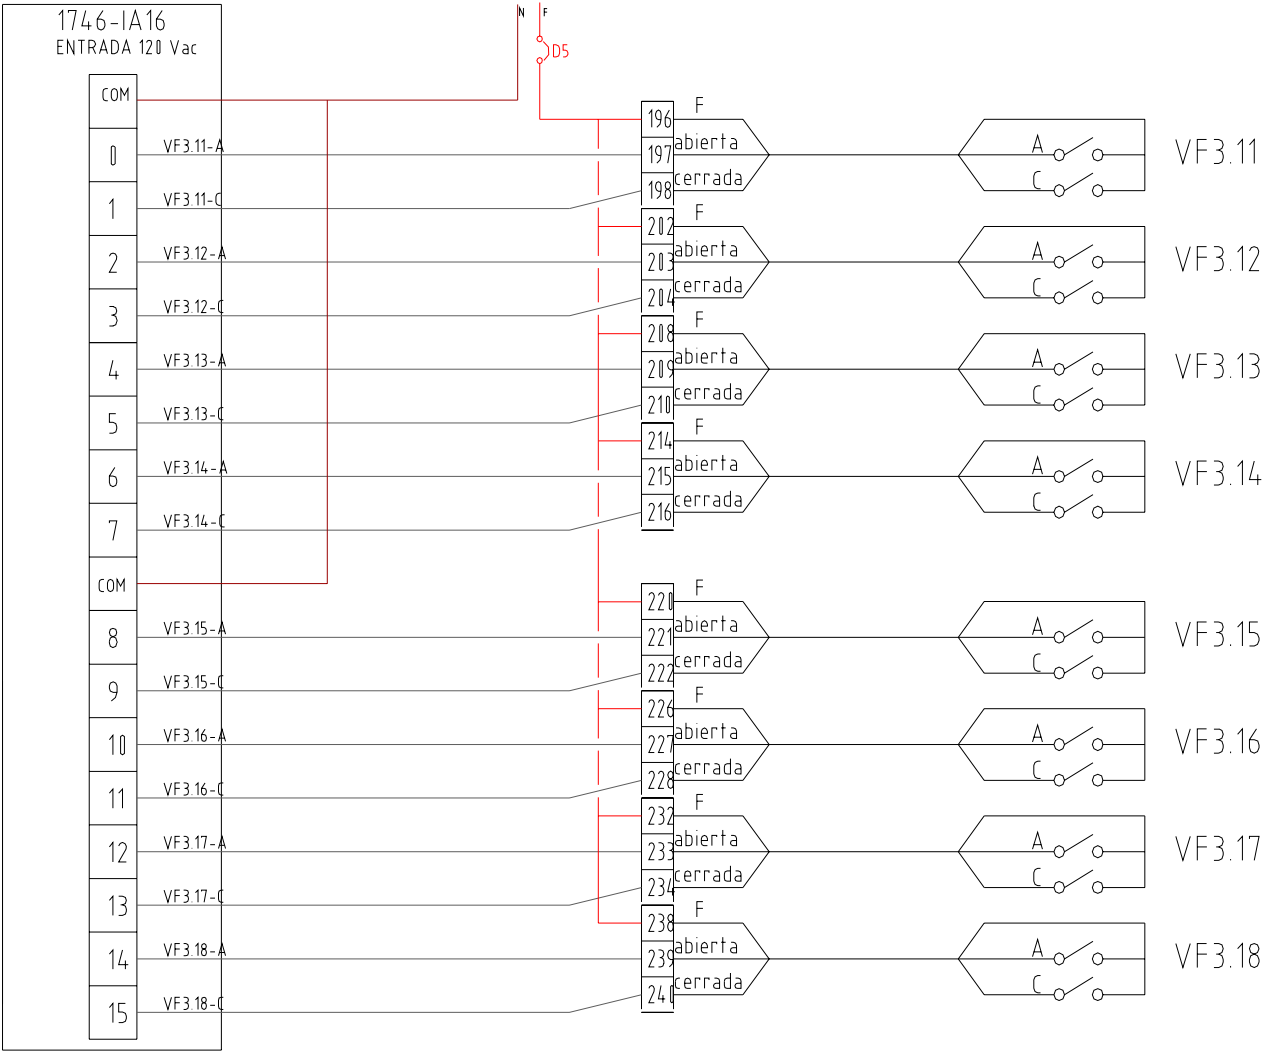 1746-IA16
ENTRADA 120 Vac
N F
D5
COM
0 VF3.11-A
1 VF3.11-C
2 VF3.12-A
3 VF3.12-C
4 VF3.13-A
5 VF3.13-C
6 VF3.14-A
7 VF3.14-C
COM
8 VF3.15-A
9 VF3.15-C
10 VF3.16-A
11 VF3.16-C
12 VF3.17-A
13 VF3.17-C
14 VF3.18-A
15 VF3.18-C
196 F
197 abierta A VF3.11
198 cerrada C
202 F
203 abierta A VF3.12
204 cerrada C
208 F
209 abierta A VF3.13
210 cerrada C
214 F
215 abierta A VF3.14
216 cerrada C
220 F
221 abierta A VF3.15
222 cerrada C
226 F
227 abierta A VF3.16
228 cerrada C
232 F
233 abierta A VF3.17
234 cerrada C
238 F
239 abierta A VF3.18
240 cerrada C